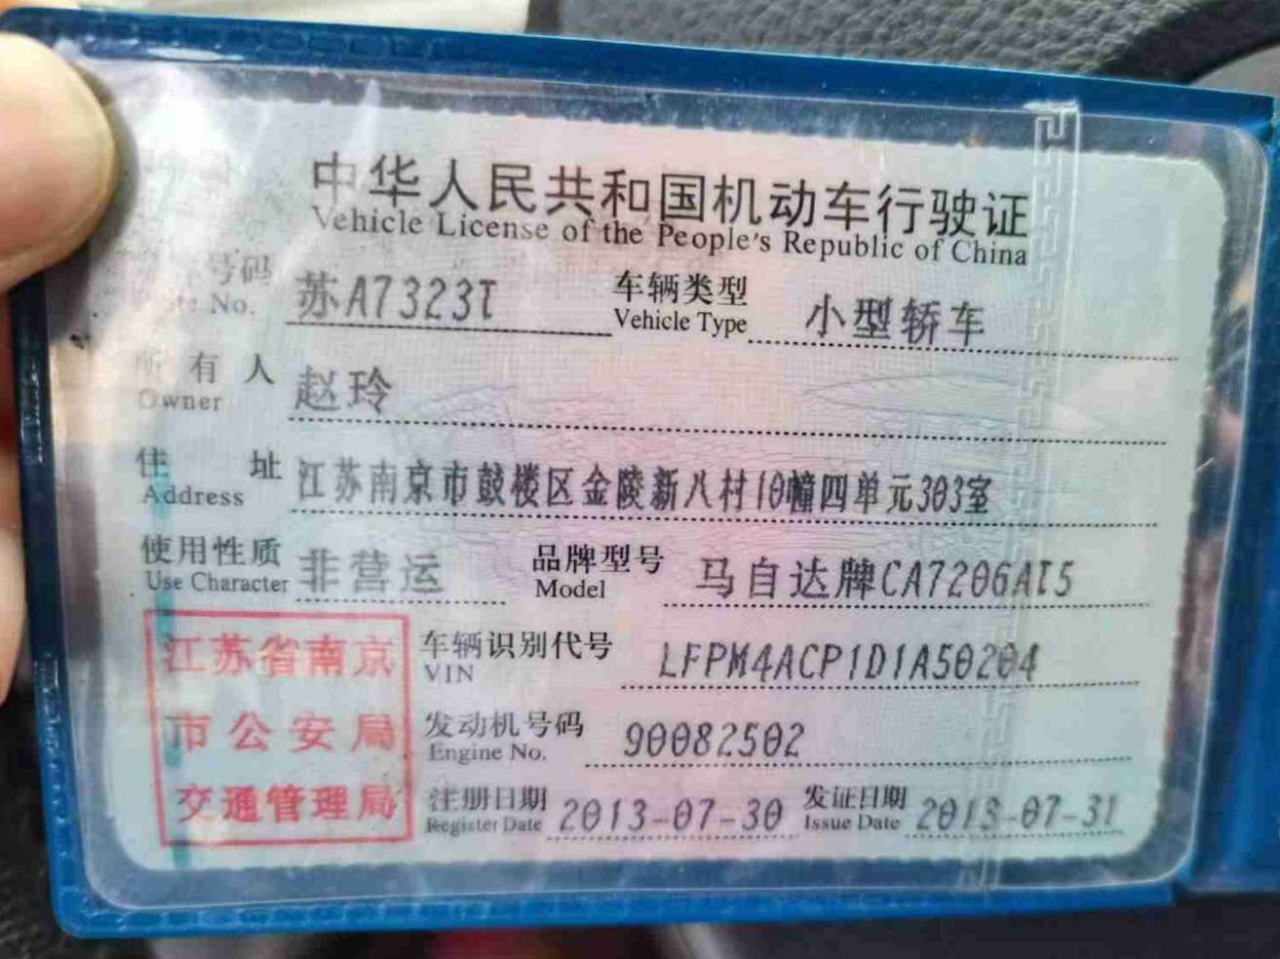 中华人民共和国机动车行驶证
Vehicle License of the People's Republic of China
号码 苏A7323T 车辆类型 小型轿车
No. Vehicle Type
所有人 赵玲
Owner
住址 江苏南京市鼓楼区金陵新八村10幢四单元303室
Address
使用性质 非营运 品牌型号 马自达牌CA7206AT5
Use Character Model
江苏省南京
市公安局
交通管理局
车辆识别代号 LFPM4ACP1D1A50204
VIN
发动机号码 90082502
Engine No.
注册日期 2013-07-30 发证日期 2013-07-31
Register Date Issue Date